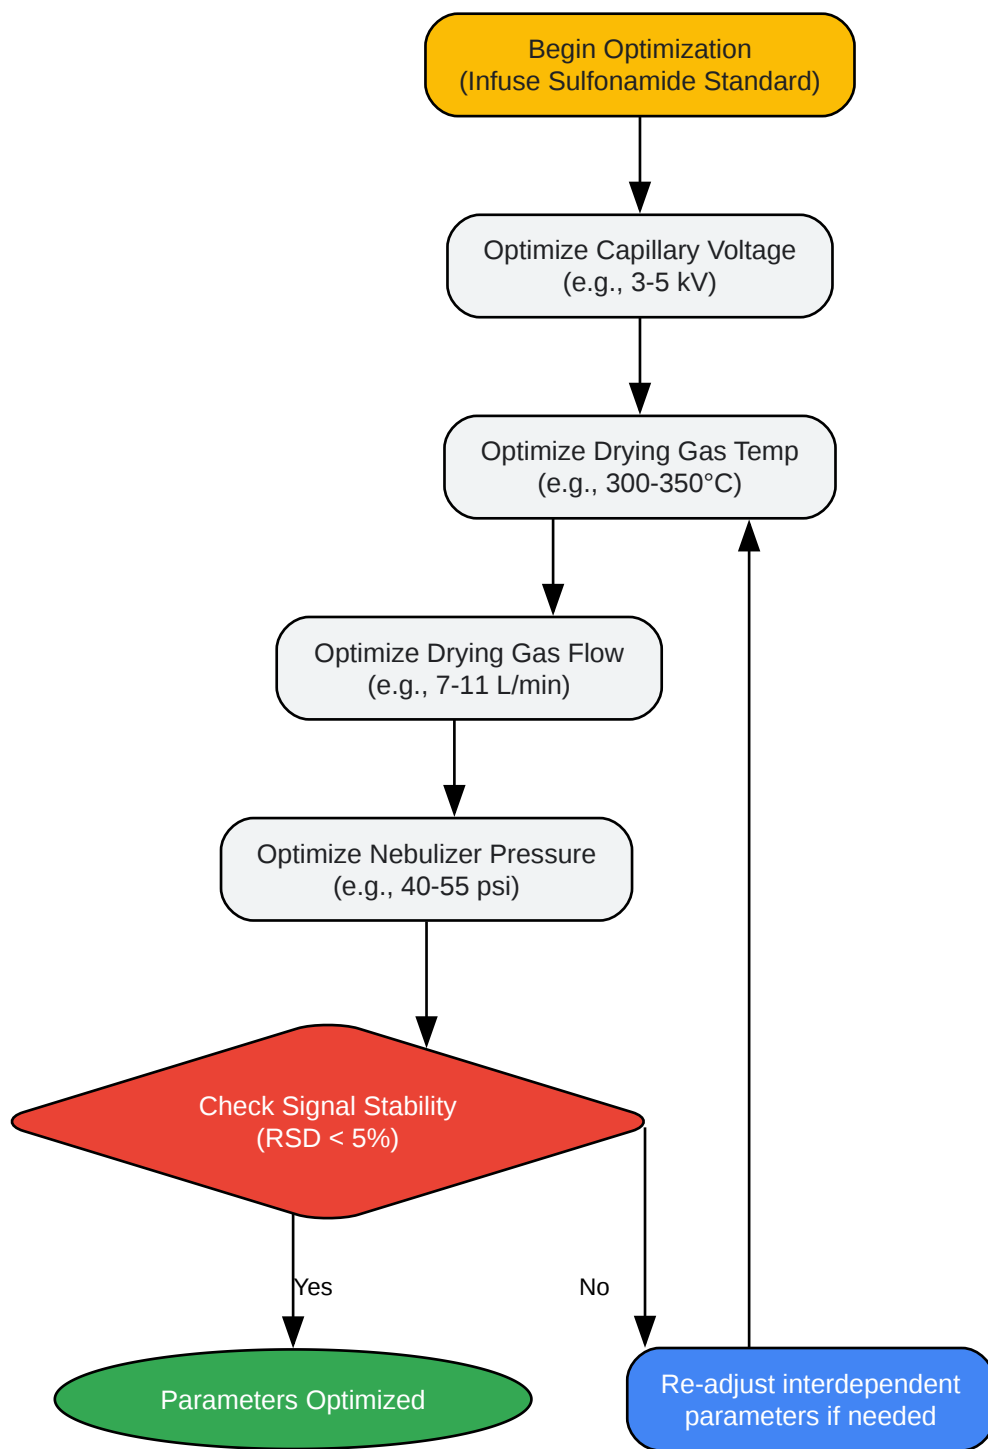 Begin Optimization
(Infuse Sulfonamide Standard)
Optimize Capillary Voltage
(e.g., 3-5 kV)
Optimize Drying Gas Temp
(e.g., 300-350°C)
Optimize Drying Gas Flow
(e.g., 7-11 L/min)
Optimize Nebulizer Pressure
(e.g., 40-55 psi)
Check Signal Stability
(RSD < 5%)
Yes
No
Parameters Optimized
Re-adjust interdependent
parameters if needed